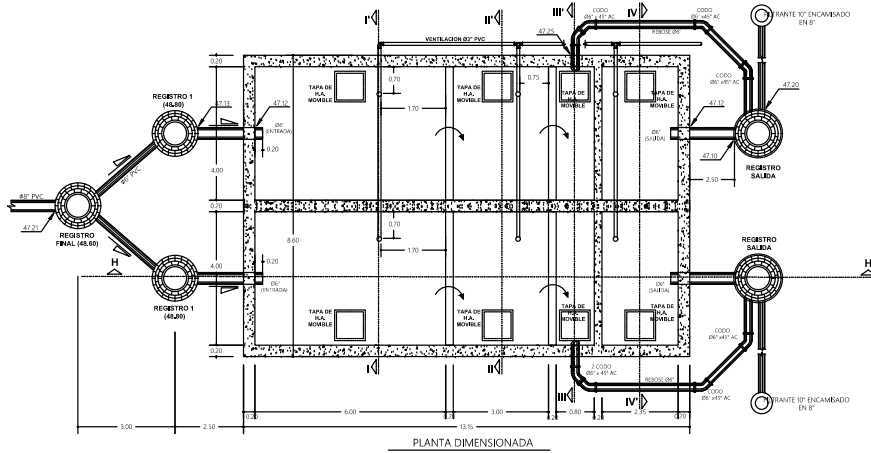 I'
II'
III'
IV'
47.25
VENTILACION Ø3" PVC
CODO
Ø6" x 45° AC
REBOSE Ø6"
CODO
Ø6" x45° AC
FILTRANTE 10" ENCAMISADO
EN 8"
0.20
0.70
0.75
TAPA DE
H.A.
MOVIBLE
TAPA DE
H.A.
MOVIBLE
TAPA DE
H.A.
MOVIBLE
TAPA DE
H.A.
MOVIBLE
CODO
Ø6" x45° AC
47.20
REGISTRO 1
(48.80)
47.13
47.12
1.70
47.12
Ø6"
(ENTRADA)
Ø6"
(SALIDA)
0.20
47.10
REGISTRO
SALIDA
4.00
2.50
Ø6" PVC
Ø8" PVC
0.20
47.21
REGISTRO
FINAL (48.60)
0.70
8.60
1.70
REGISTRO
SALIDA
H
4.00
0.20
H
Ø6"
(ENTRADA)
Ø6"
(SALIDA)
REGISTRO 1
(48.80)
TAPA DE
H.A.
MOVIBLE
TAPA DE
H.A.
MOVIBLE
TAPA DE
H.A.
MOVIBLE
TAPA DE
H.A.
MOVIBLE
CODO
Ø6" x45° AC
0.20
I
II
2 CODO
Ø6" x 45° AC
REBOSE Ø6"
CODO
Ø6" x45° AC
III
IV'
FILTRANTE 10" ENCAMISADO
EN 8"
0.20
6.00
0.20
3.00
0.20
0.80
0.20
2.35
0.20
3.00
2.50
13.15
PLANTA DIMENSIONADA